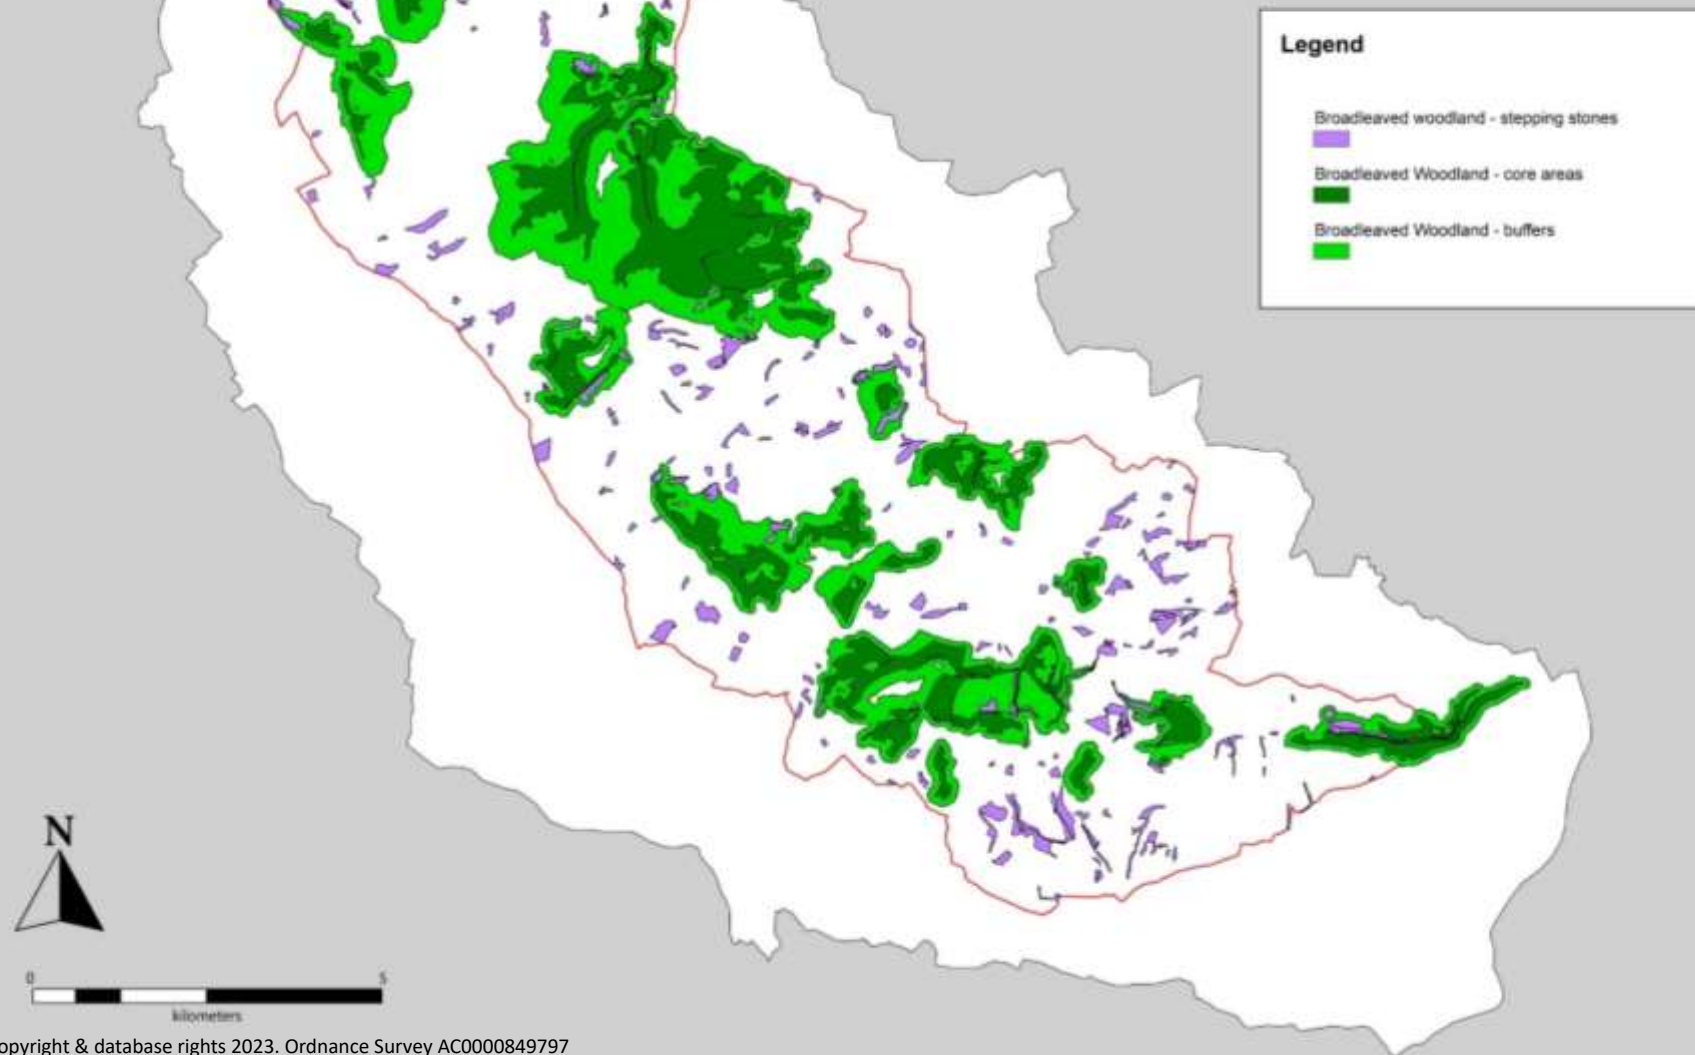 Legend
Broadleaved woodland - stepping stones
Broadleaved Woodland - core areas
Broadleaved Woodland - buffers
N
0 5
kilometers
opyright & database rights 2023. Ordnance Survey AC0000849797